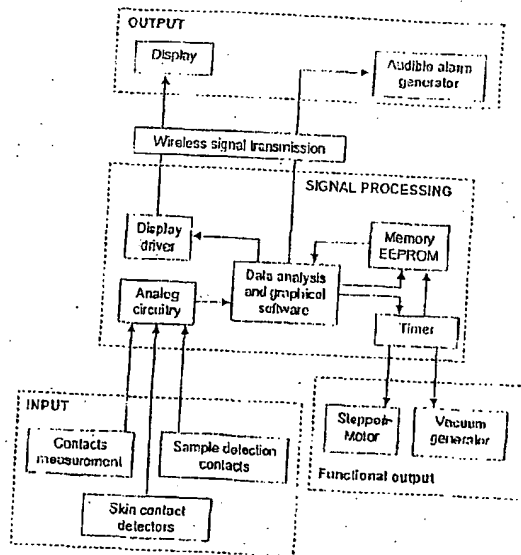 OUTPUT
Display
Audible alarm
generator
Wireless signal transmission
SIGNAL PROCESSING
Display
driver
Memory
EEPROM
Data analysis
and graphical
software
Analog
circuitry
Timer
INPUT
Contacts
measurement
Sample detection
contacts
Skin contact
detectors
Stepper
Motor
Vacuum
generator
Functional output